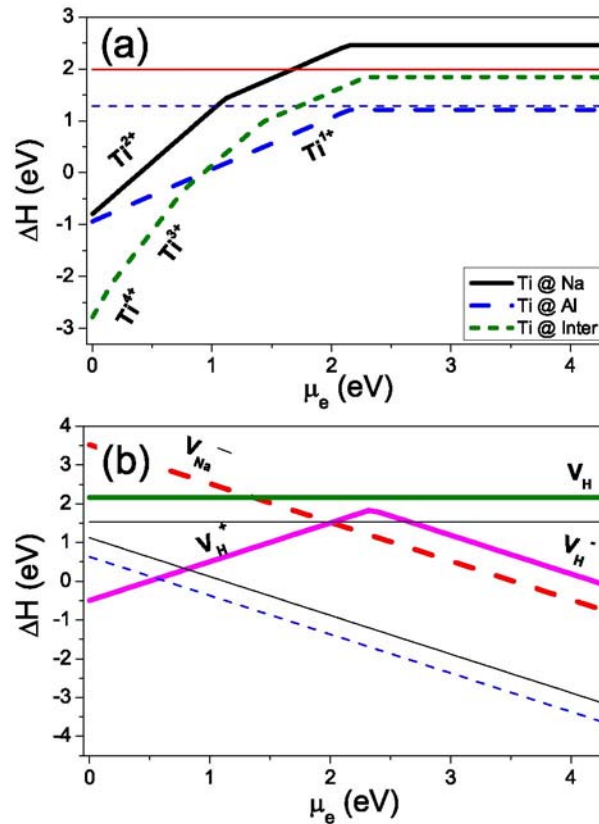 (a)
3
2
1
0
-1
-2
-3
ΔH (eV)
Ti2+
Ti1+
Ti3+
Ti4+
Ti @ Na
Ti @ Al
Ti @ Inter
0 1 2 3 4
μe (eV)
(b)
4
3
2
1
0
-1
-2
-3
-4
ΔH (eV)
VNa−
VH
VH+
VH-
0 1 2 3 4
μe (eV)